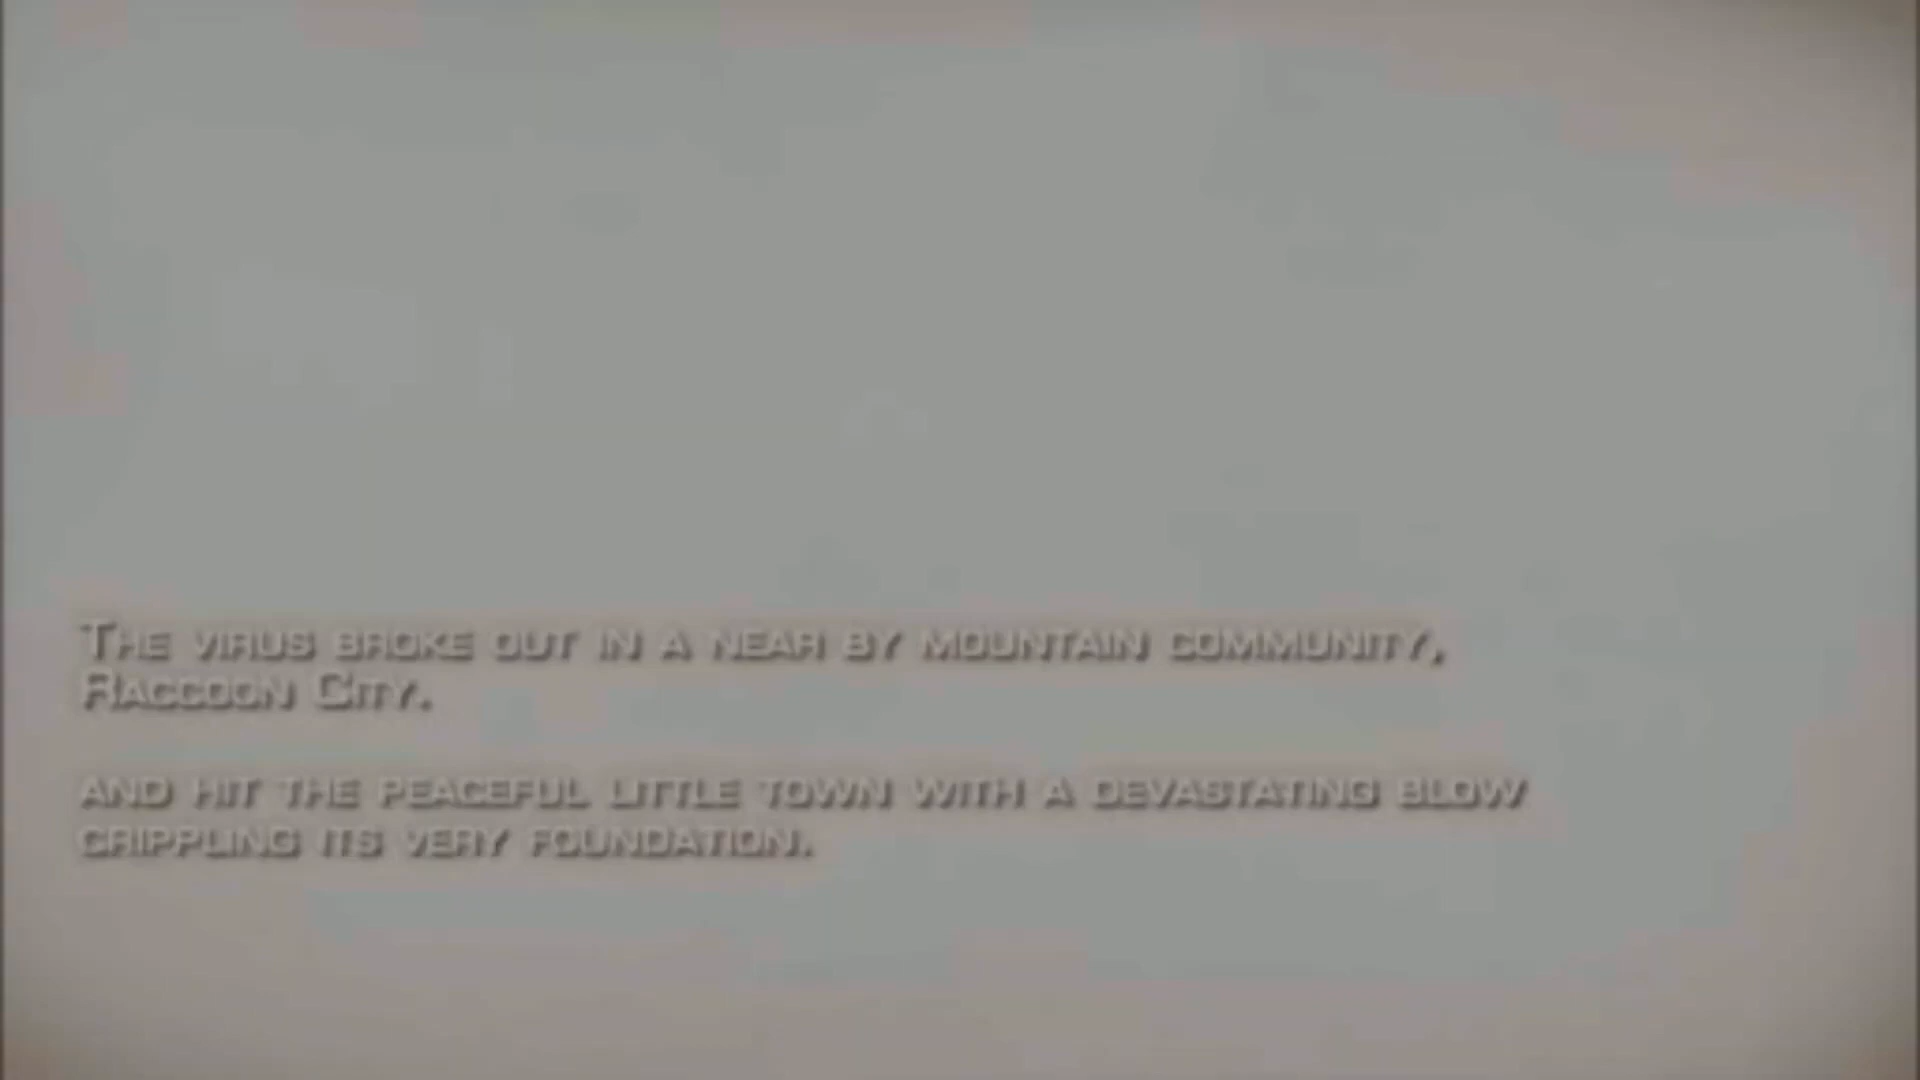 The virus broke out in a near by mountain community,
Raccoon City.
and hit the peaceful little town with a devastating blow
crippling its very foundation.